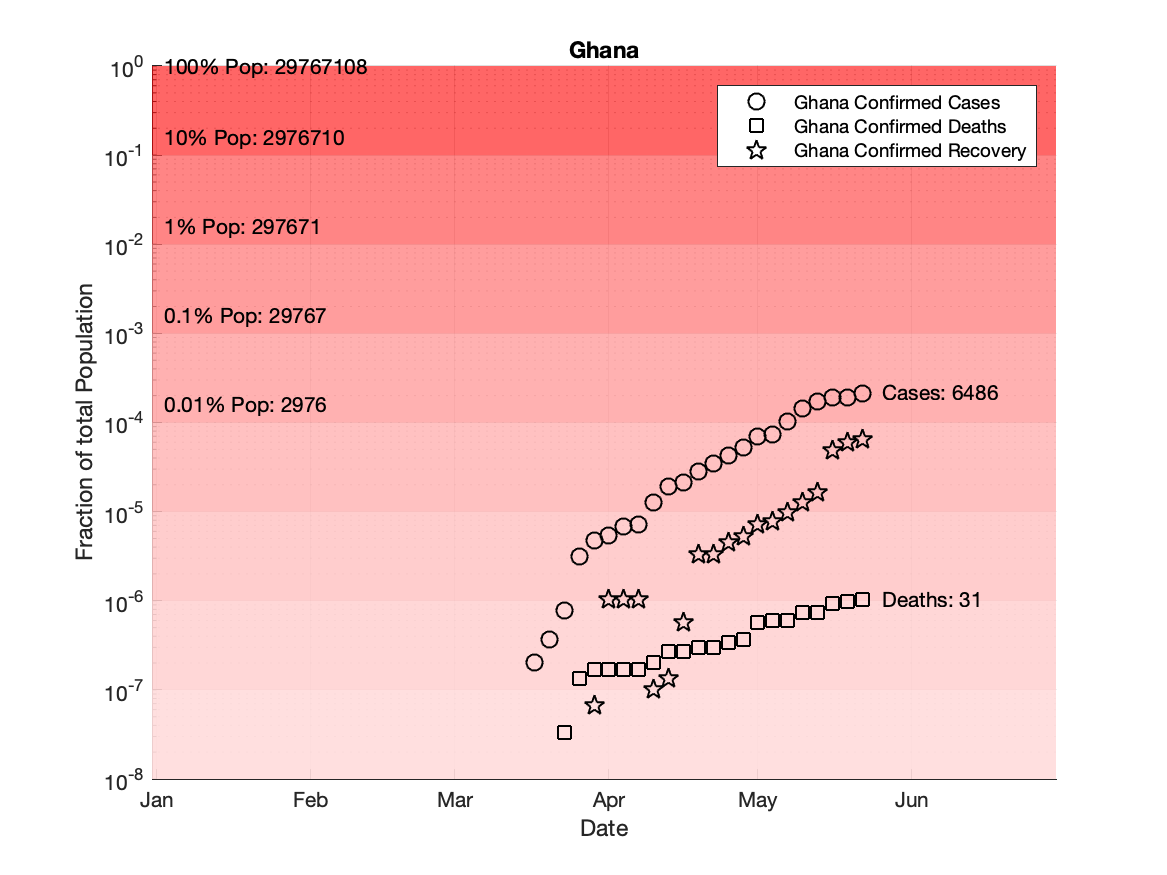 Ghana
10⁰
100% Pop: 29767108
Ghana Confirmed Cases
Ghana Confirmed Deaths
Ghana Confirmed Recovery
10% Pop: 2976710
10⁻¹
1% Pop: 297671
10⁻²
0.1% Pop: 29767
10⁻³
Cases: 6486
0.01% Pop: 2976
10⁻⁴
Fraction of total Population
10⁻⁵
10⁻⁶
Deaths: 31
10⁻⁷
10⁻⁸
Jan Feb Mar Apr May Jun
Date